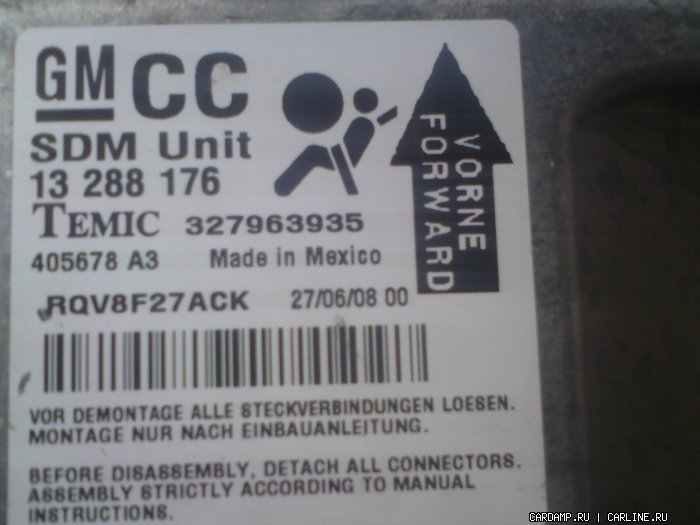 GM CC
SDM Unit
13 288 176
TEMIC 327963935
405678 A3 Made in Mexico
RQV8F27ACK 27/06/08 00
VORNE
FORWARD
VOR DEMONTAGE ALLE STECKVERBINDUNGEN LOESEN.
MONTAGE NUR NACH EINBAUANLEITUNG.
BEFORE DISASSEMBLY, DETACH ALL CONNECTORS.
ASSEMBLY STRICTLY ACCORDING TO MANUAL
INSTRUCTIONS.
CARDAMP.RU | CARLINE.RU